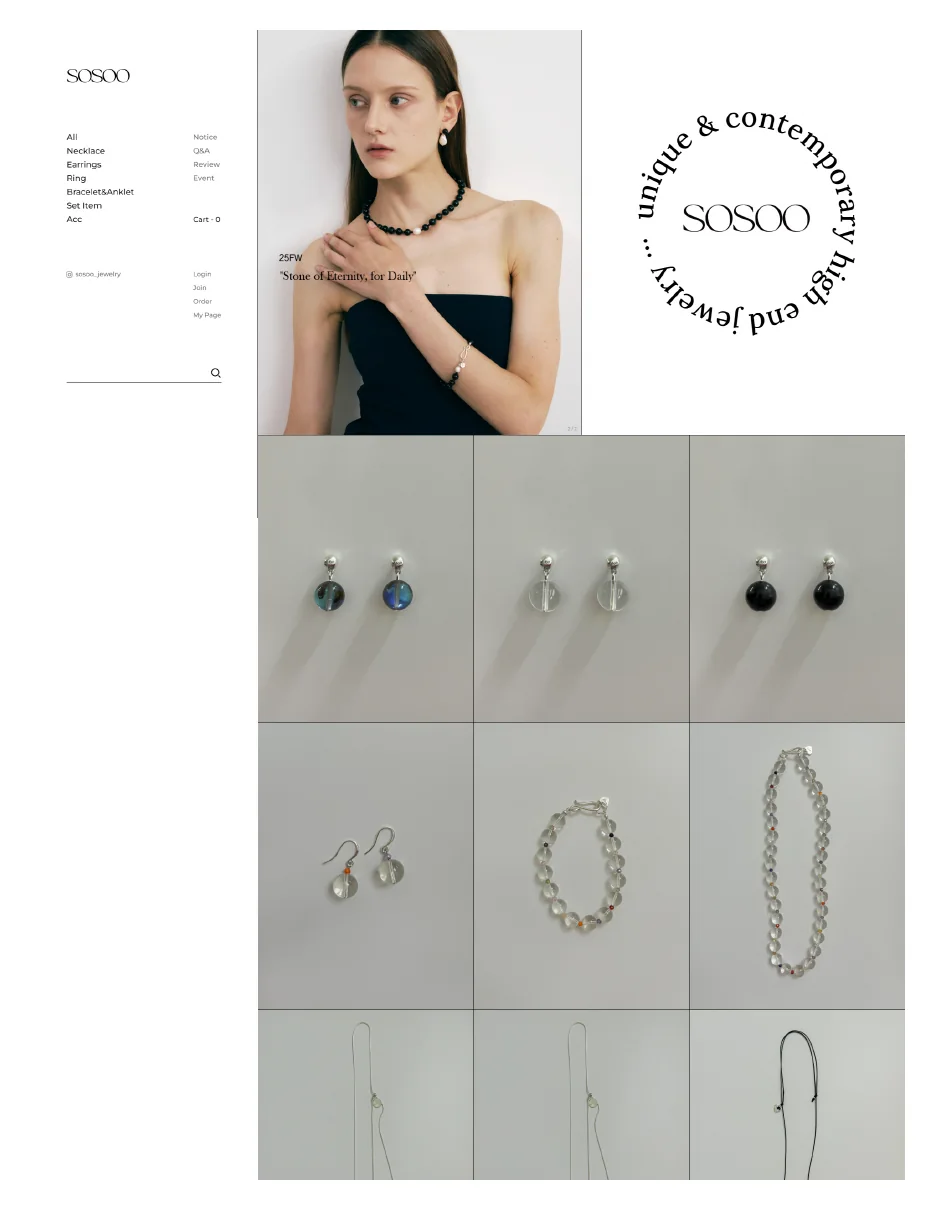 SOSOO
All
Necklace
Earrings
Ring
Bracelet&Anklet
Set Item
Acc
Notice
Q&A
Review
Event
Cart - 0
sosoo_jewelry
Login
Join
Order
My Page
25FW
"Stone of Eternity, for Daily"
unique & contemporary high end jewelry ...
SOSOO